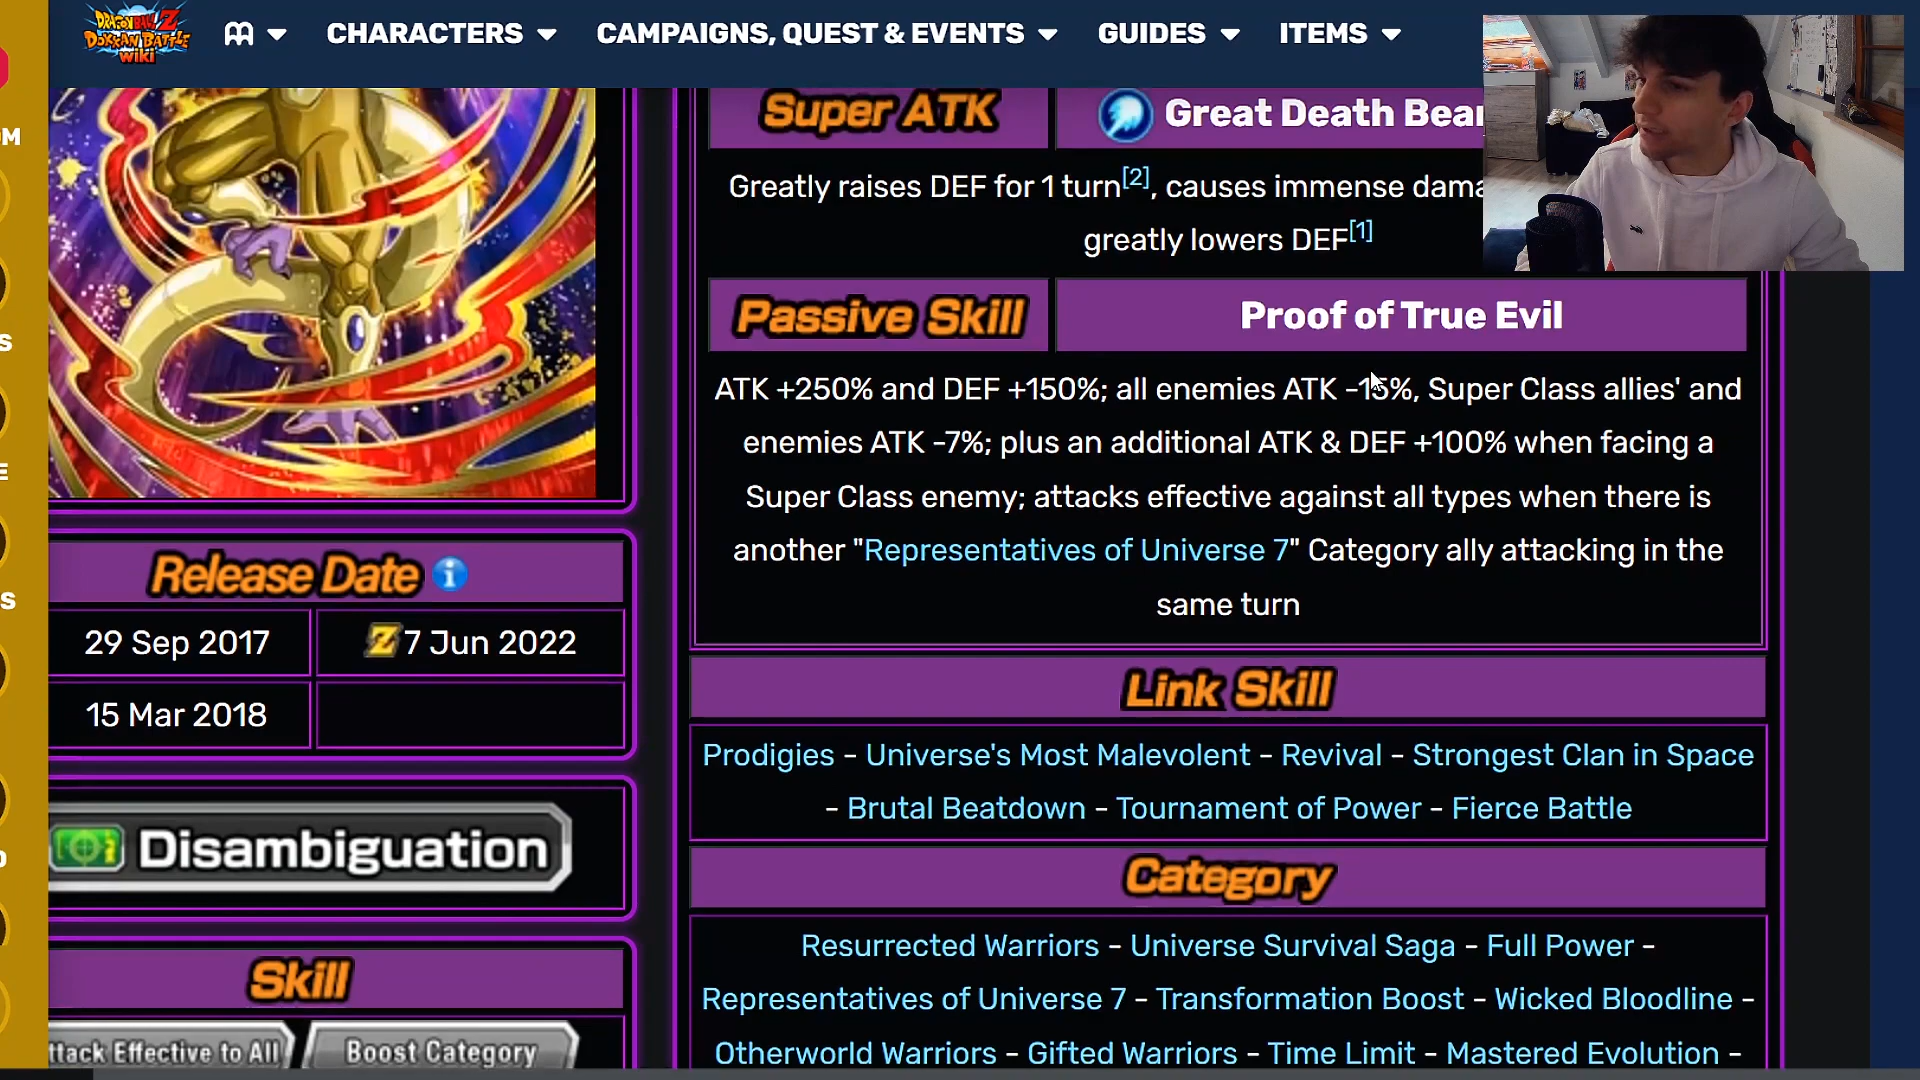 DRAGONBALL Z
DOKKAN BATTLE
WIKI
CHARACTERS
CAMPAIGNS, QUEST & EVENTS
GUIDES
ITEMS
Super ATK
Great Death Bea
Greatly raises DEF for 1 turn[2], causes immense dama
greatly lowers DEF[1]
Passive Skill
Proof of True Evil
ATK +250% and DEF +150%; all enemies ATK -15%, Super Class allies' and
enemies ATK -7%; plus an additional ATK & DEF +100% when facing a
Super Class enemy; attacks effective against all types when there is
another "Representatives of Universe 7" Category ally attacking in the
same turn
Release Date
29 Sep 2017
Z 7 Jun 2022
15 Mar 2018
Disambiguation
Skill
ttack Effective to All
Boost Category
Link Skill
Prodigies - Universe's Most Malevolent - Revival - Strongest Clan in Space
- Brutal Beatdown - Tournament of Power - Fierce Battle
Category
Resurrected Warriors - Universe Survival Saga - Full Power -
Representatives of Universe 7 - Transformation Boost - Wicked Bloodline -
Otherworld Warriors - Gifted Warriors - Time Limit - Mastered Evolution -
OM
S
E
S